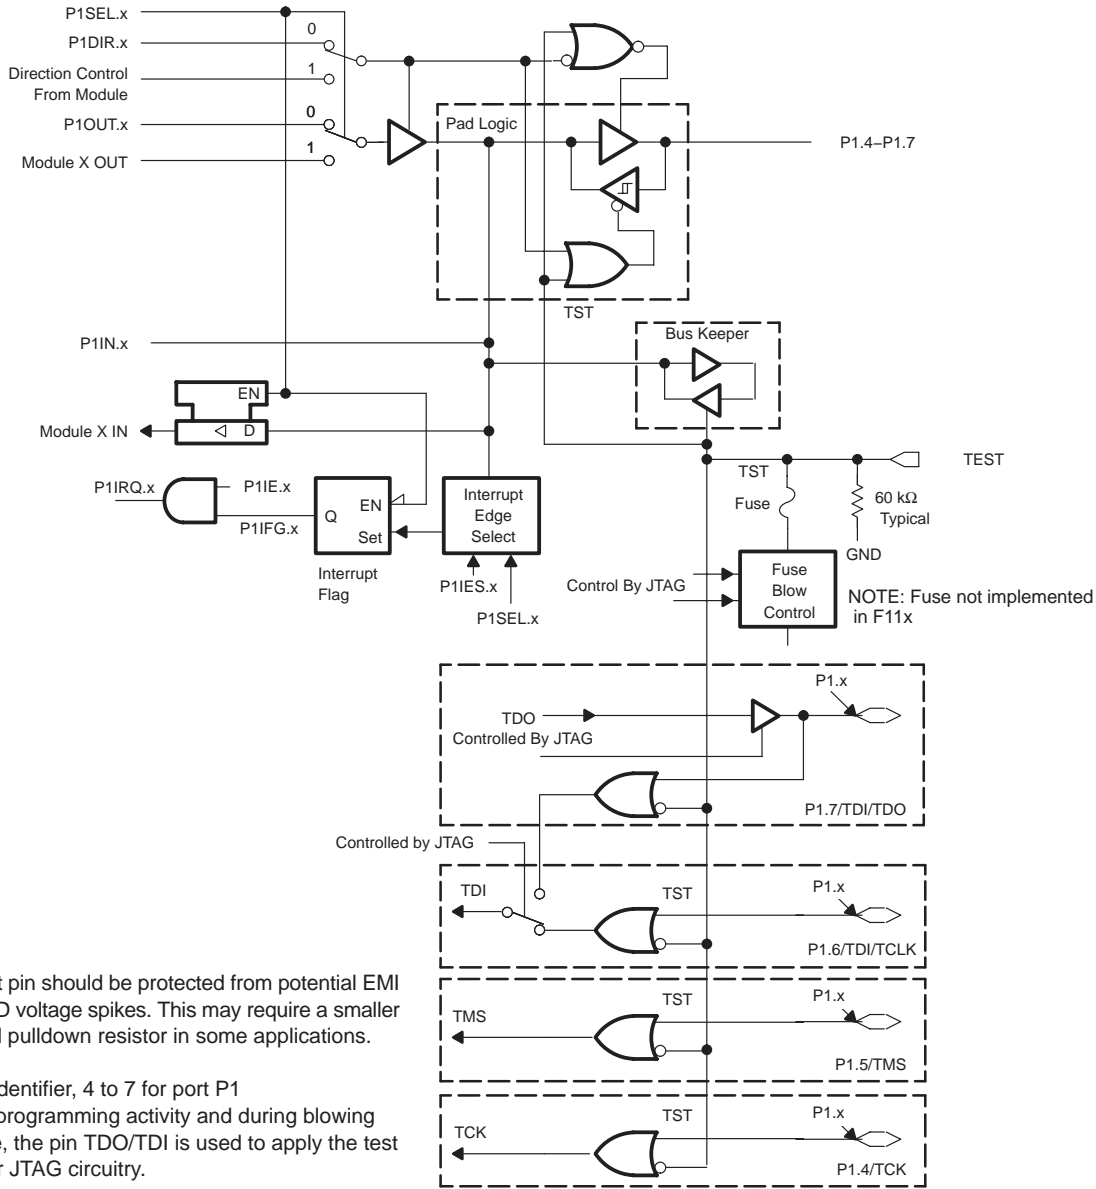 P1SEL.x
P1DIR.x
0
Direction Control
From Module
1
P1OUT.x
0
Module X OUT
1
Pad Logic
P1.4–P1.7
TST
P1IN.x
Bus Keeper
EN
D
Module X IN
TEST
TST
Fuse
60 kΩ
Typical
GND
P1IRQ.x
P1IE.x
P1IFG.x
Q
EN
Set
Interrupt
Flag
Interrupt
Edge
Select
P1IES.x
P1SEL.x
Control By JTAG
Fuse
Blow
Control
NOTE: Fuse not implemented
in F11x
P1.x
TDO
Controlled By JTAG
P1.7/TDI/TDO
Controlled by JTAG
TDI
TST
P1.x
P1.6/TDI/TCLK
TMS
TST
P1.x
P1.5/TMS
TCK
TST
P1.x
P1.4/TCK
pin should be protected from potential EMI
voltage spikes. This may require a smaller
pulldown resistor in some applications.
dentifier, 4 to 7 for port P1
programming activity and during blowing
, the pin TDO/TDI is used to apply the test
JTAG circuitry.